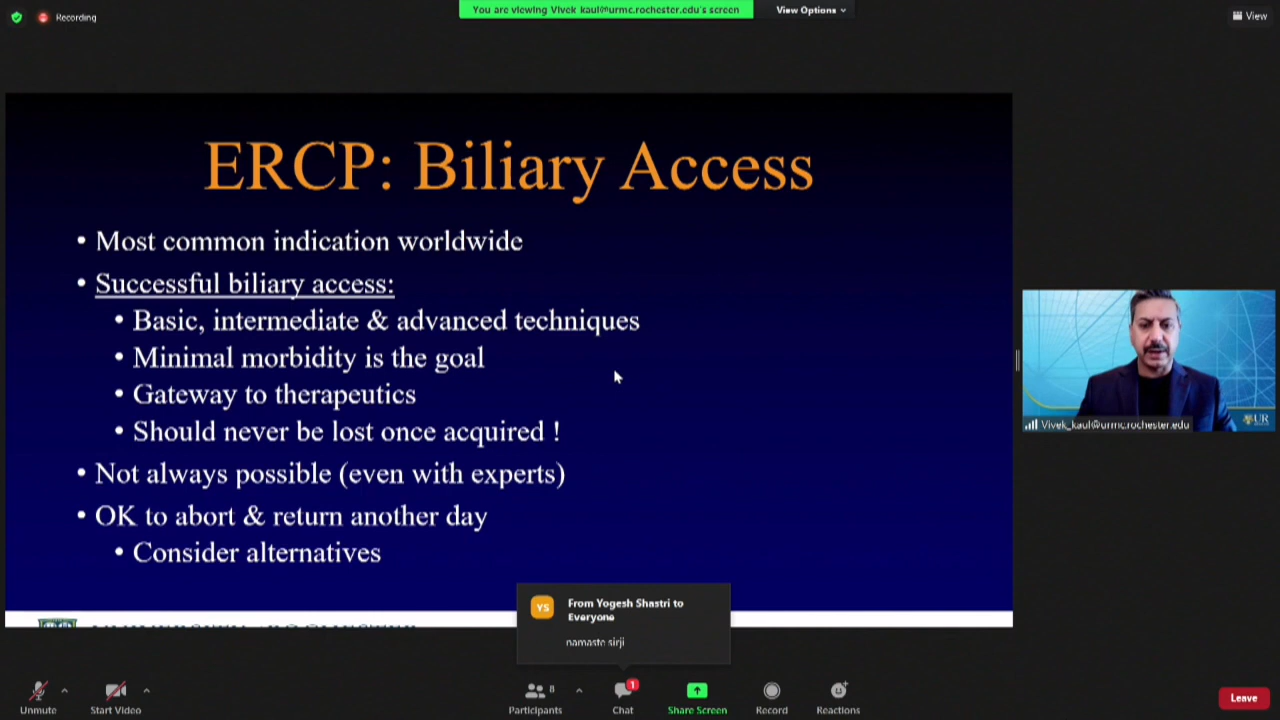 Recording
You are viewing Vivek_kaul@urmc.rochester.edu's screen
View Options
View
ERCP: Biliary Access
• Most common indication worldwide
• Successful biliary access:
• Basic, intermediate & advanced techniques
• Minimal morbidity is the goal
• Gateway to therapeutics
• Should never be lost once acquired !
• Not always possible (even with experts)
• OK to abort & return another day
• Consider alternatives
Vivek_kaul@urmc.rochester.edu
UR
YS
From Yogesh Shastri to
Everyone
namaste sirji
Unmute
Start Video
8
Participants
1
Chat
Share Screen
Record
Reactions
Leave